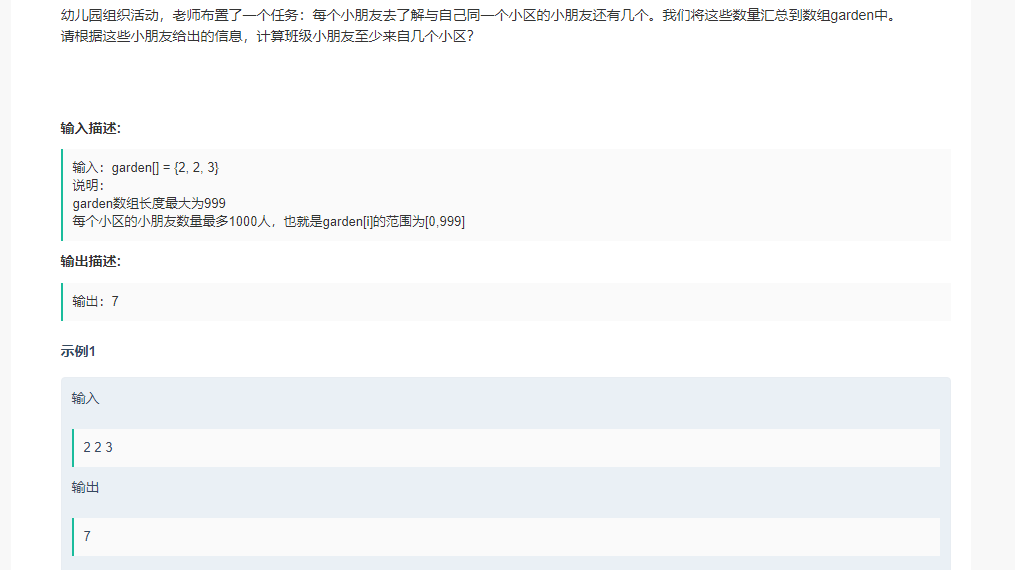 幼儿园组织活动，老师布置了一个任务：每个小朋友去了解与自己同一个小区的小朋友还有几个。我们将这些数量汇总到数组garden中。
请根据这些小朋友给出的信息，计算班级小朋友至少来自几个小区？
输入描述:
输入：garden[] = {2, 2, 3}
说明：
garden数组长度最大为999
每个小区的小朋友数量最多1000人，也就是garden[i]的范围为[0,999]
输出描述:
输出：7
示例1
输入
2 2 3
输出
7